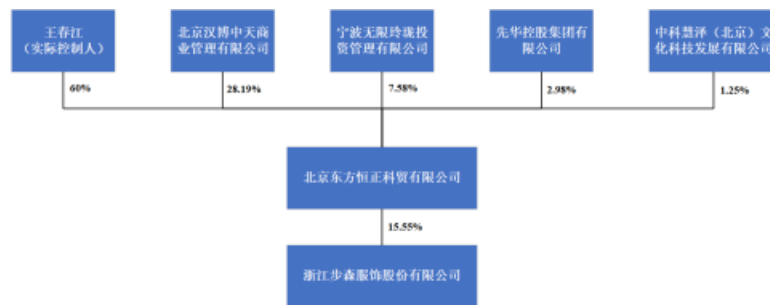 王春江
（实际控制人）
北京汉博中天商
业管理有限公司
宁波无限玲珑投
资管理有限公司
先华控股集团有
限公司
中科慧泽（北京）文
化科技发展有限公司
60%
28.19%
7.58%
2.98%
1.25%
北京东方恒正科贸有限公司
15.55%
浙江步森服饰股份有限公司